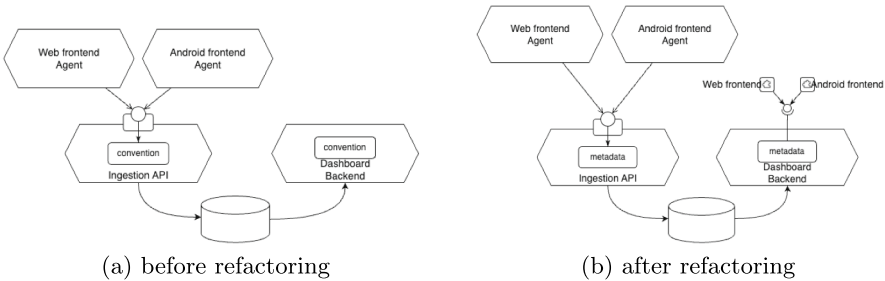 Web frontend
Agent
Android frontend
Agent
convention
Ingestion API
convention
Dashboard
Backend
(a) before refactoring
Web frontend
Agent
Android frontend
Agent
Web frontend
Android frontend
metadata
Ingestion API
metadata
Dashboard
Backend
(b) after refactoring